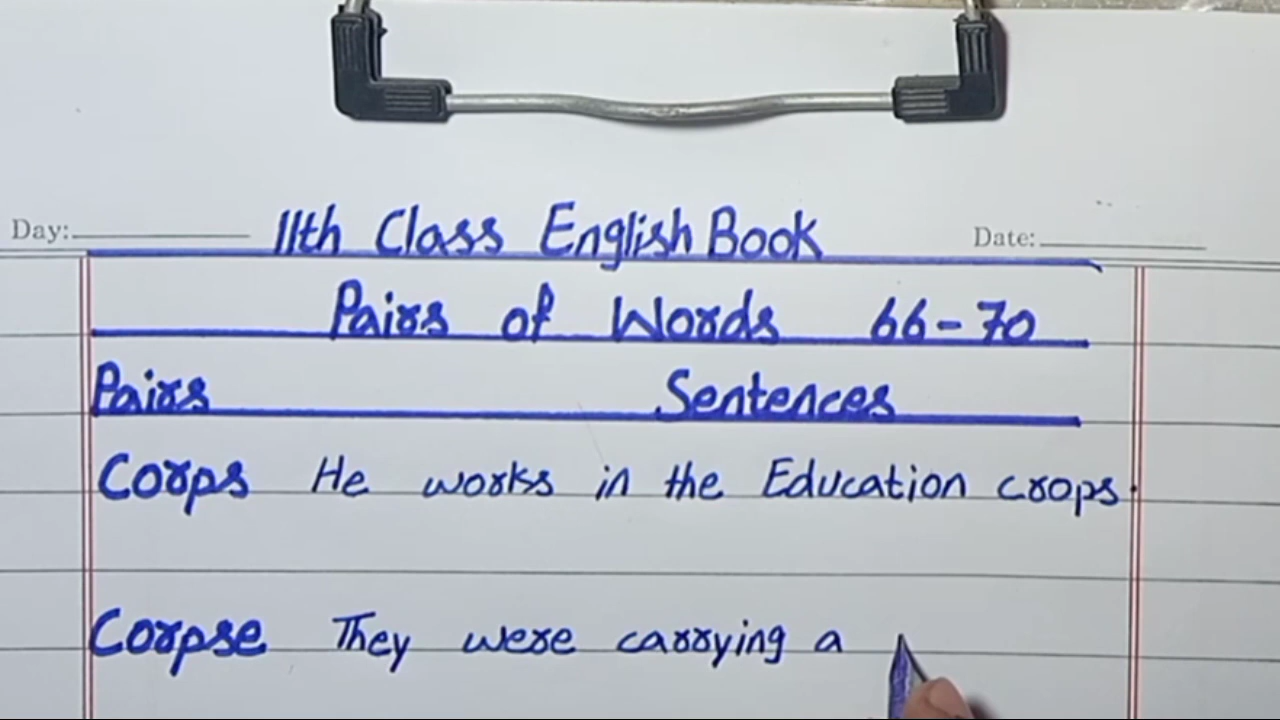 Day: 11th Class English Book Date:
Pairs of Words 66-70
Pairs Sentences
Corps He works in the Education crops.
Corpse They were carrying a